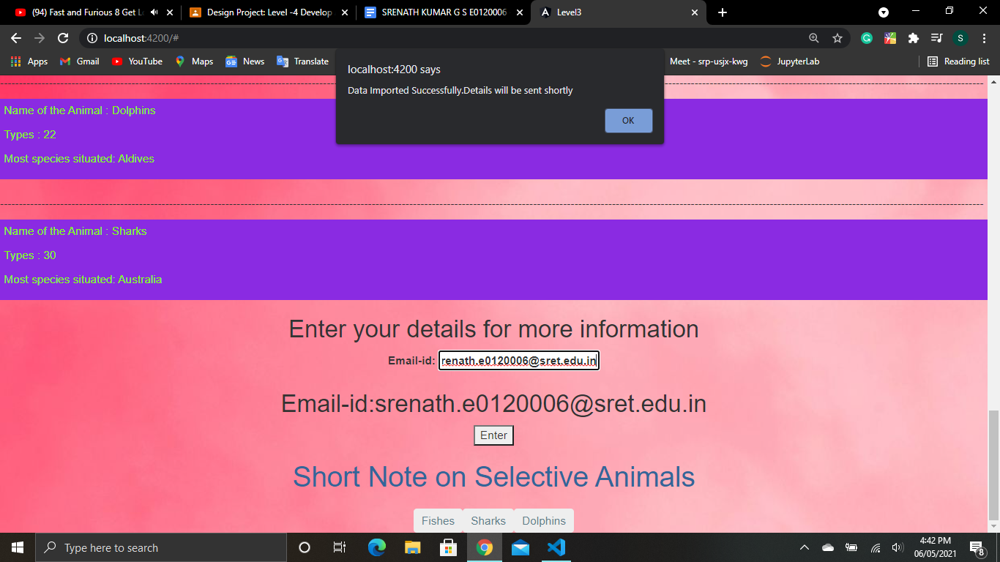 (94) Fast and Furious 8 Get L
Design Project: Level -4 Develop
SRENATH KUMAR G S E0120006
Level3
localhost:4200/#
S
Apps
Gmail
YouTube
Maps
News
Translate
Meet - srp-usjx-kwg
JupyterLab
Reading list
localhost:4200 says
Data Imported Successfully.Details will be sent shortly
OK
Name of the Animal : Dolphins
Types : 22
Most species situated: Aldives
Name of the Animal : Sharks
Types : 30
Most species situated: Australia
Enter your details for more information
Email-id: renath.e0120006@sret.edu.in
Email-id:srenath.e0120006@sret.edu.in
Enter
Short Note on Selective Animals
Fishes Sharks Dolphins
Type here to search
4:42 PM
06/05/2021
8